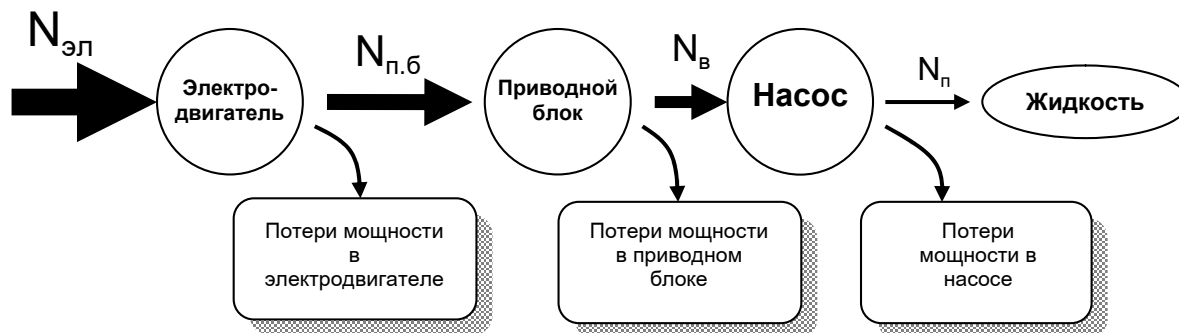 Nэл
Электро-
двигатель
Nп.б
Приводной
блок
Nв
Насос
Nп
Жидкость
Потери мощности
в
электродвигателе
Потери мощности
в приводном
блоке
Потери
мощности в
насосе